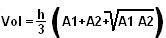 Vol = h/3 (A1+A2+√A1 A2)